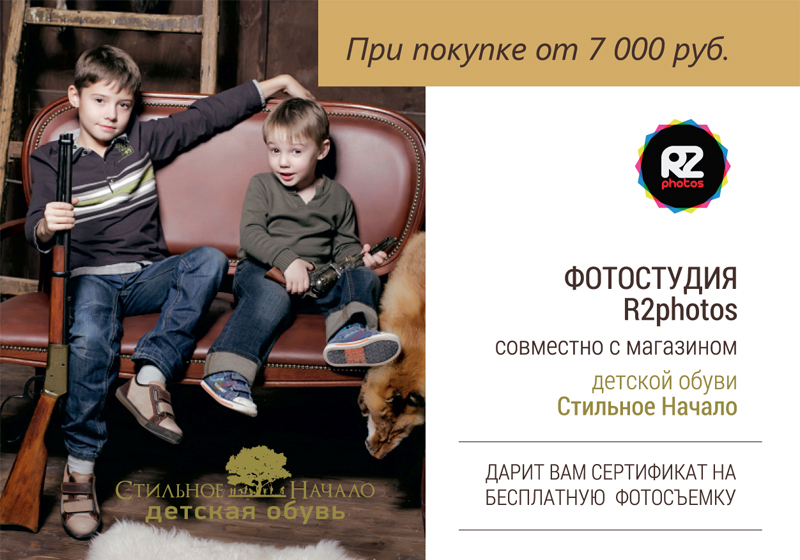 При покупке от 7 000 руб.
R2
photos
ФОТОСТУДИЯ
R2photos
совместно с магазином
детской обуви
Стильное Начало
ДАРИТ ВАМ СЕРТИФИКАТ НА
БЕСПЛАТНУЮ ФОТОСЪЕМКУ
Стильное Начало
детская обувь